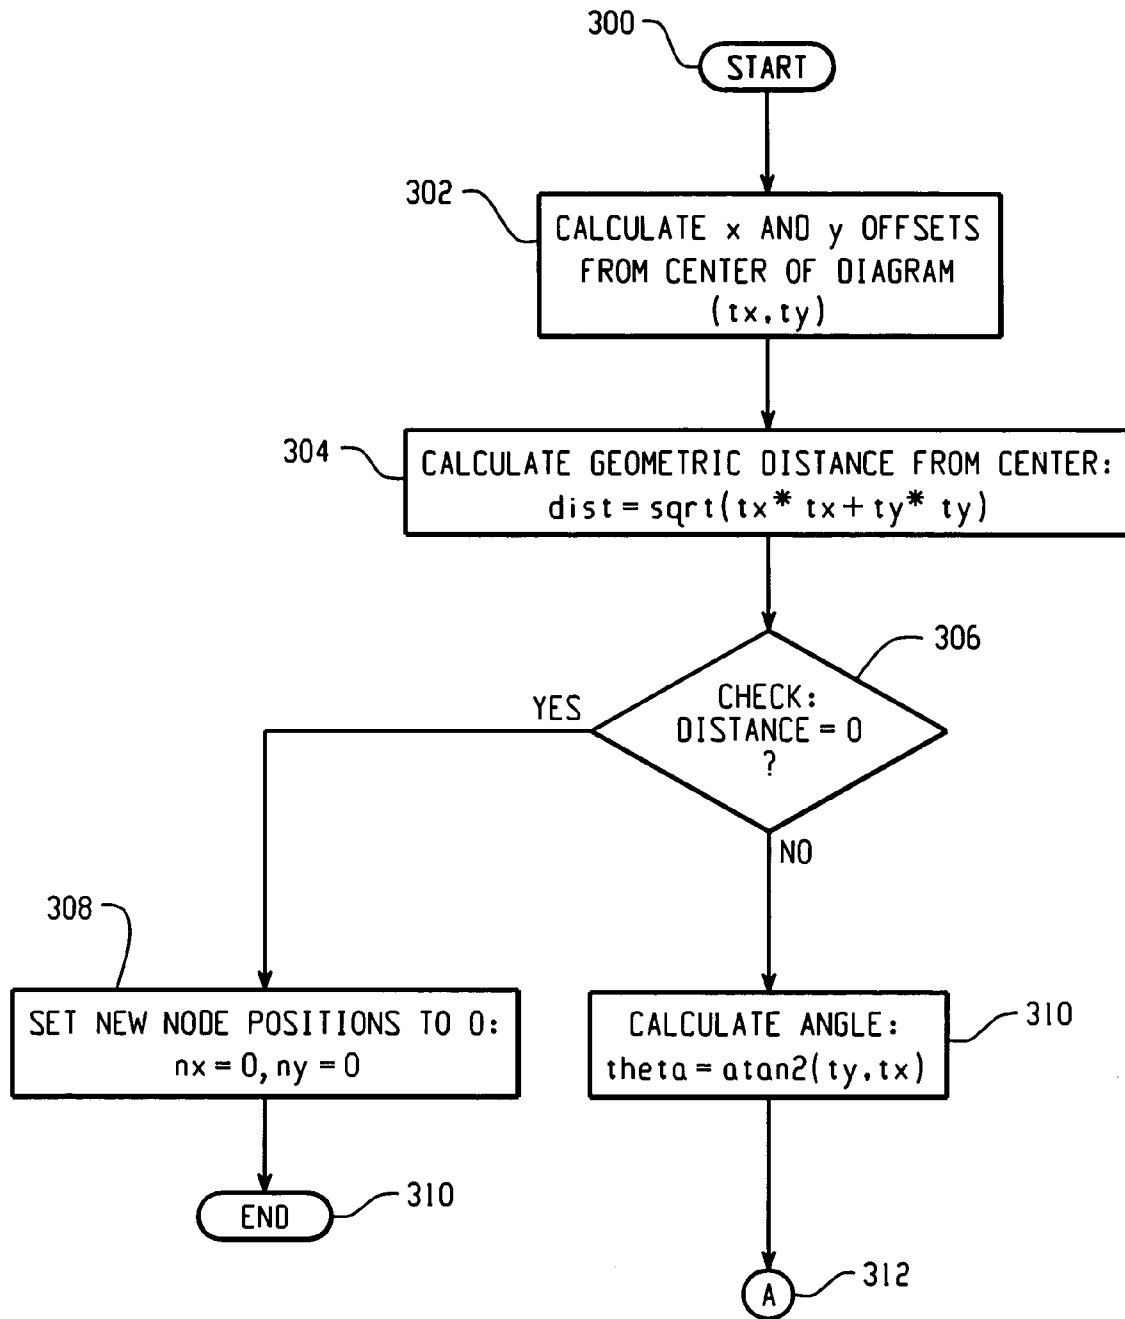 300
START
302
CALCULATE x AND y OFFSETS
FROM CENTER OF DIAGRAM
(tx,ty)
304
CALCULATE GEOMETRIC DISTANCE FROM CENTER:
dist = sqrt(tx* tx + ty* ty)
306
CHECK:
DISTANCE = 0
?
YES
NO
308
SET NEW NODE POSITIONS TO 0:
nx = 0, ny = 0
310
CALCULATE ANGLE:
theta = atan2(ty,tx)
END
310
A
312